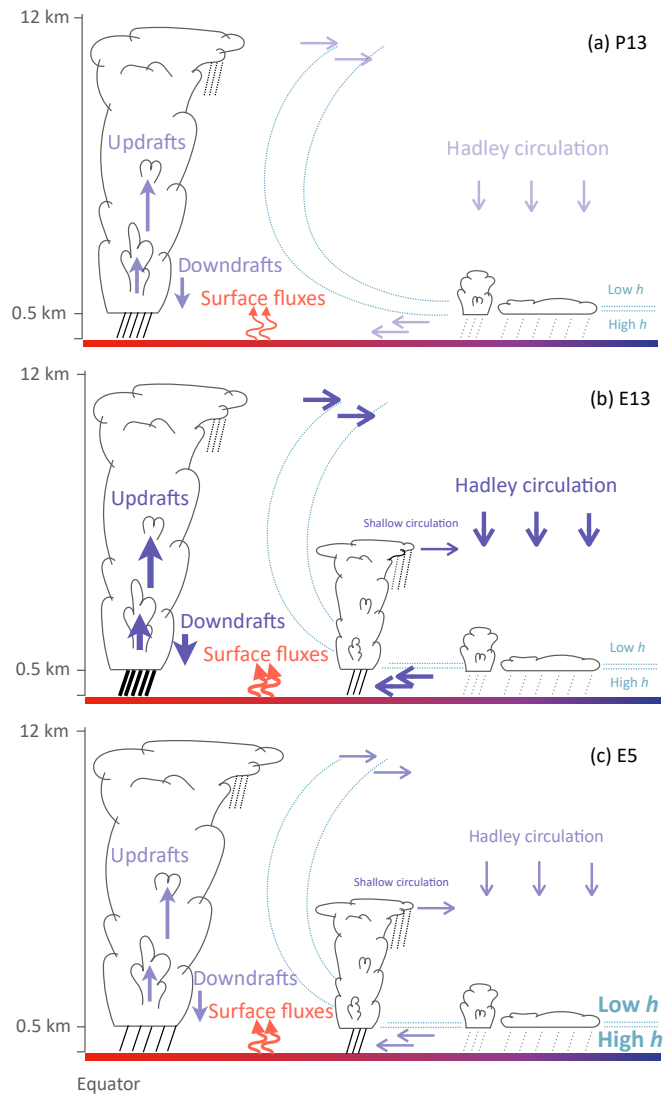 12 km
(a) P13
Updrafts
Hadley circulation
Downdrafts
Surface fluxes
Low h
High h
0.5 km
12 km
(b) E13
Updrafts
Hadley circulation
Shallow circulation
Downdrafts
Surface fluxes
Low h
High h
0.5 km
12 km
(c) E5
Updrafts
Hadley circulation
Shallow circulation
Downdrafts
Surface fluxes
Low h
High h
0.5 km
Equator